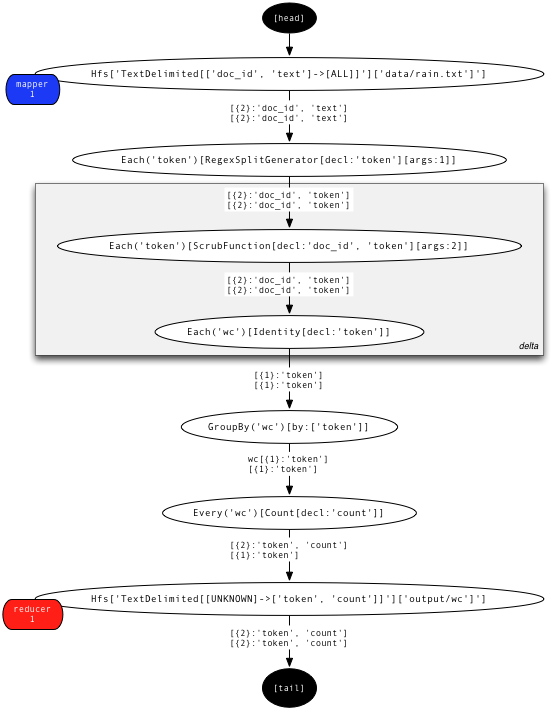 [head]
Hfs['TextDelimited[['doc_id', 'text']->[ALL]]']['data/rain.txt']']
mapper
1
[{2}:'doc_id', 'text']
[{2}:'doc_id', 'text']
Each('token')[RegexSplitGenerator[decl:'token'][args:1]]
[{2}:'doc_id', 'token']
[{2}:'doc_id', 'token']
Each('token')[ScrubFunction[decl:'doc_id', 'token'][args:2]]
[{2}:'doc_id', 'token']
[{2}:'doc_id', 'token']
Each('wc')[Identity[decl:'token']]
delta
[{1}:'token']
[{1}:'token']
GroupBy('wc')[by:['token']]
wc[{1}:'token']
[{1}:'token']
Every('wc')[Count[decl:'count']]
[{2}:'token', 'count']
[{1}:'token']
Hfs['TextDelimited[[UNKNOWN]->['token', 'count']]']['output/wc']']
reducer
1
[{2}:'token', 'count']
[{2}:'token', 'count']
[tail]